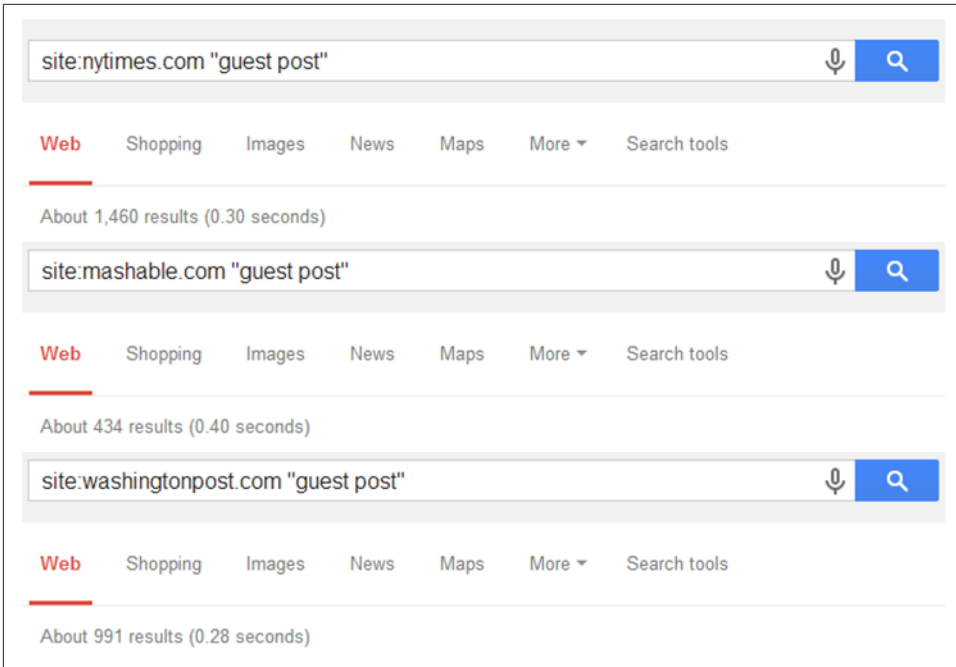 site:nytimes.com "guest post"
Web Shopping Images News Maps More Search tools
About 1,460 results (0.30 seconds)
site:mashable.com "guest post"
Web Shopping Images News Maps More Search tools
About 434 results (0.40 seconds)
site:washingtonpost.com "guest post"
Web Shopping Images News Maps More Search tools
About 991 results (0.28 seconds)